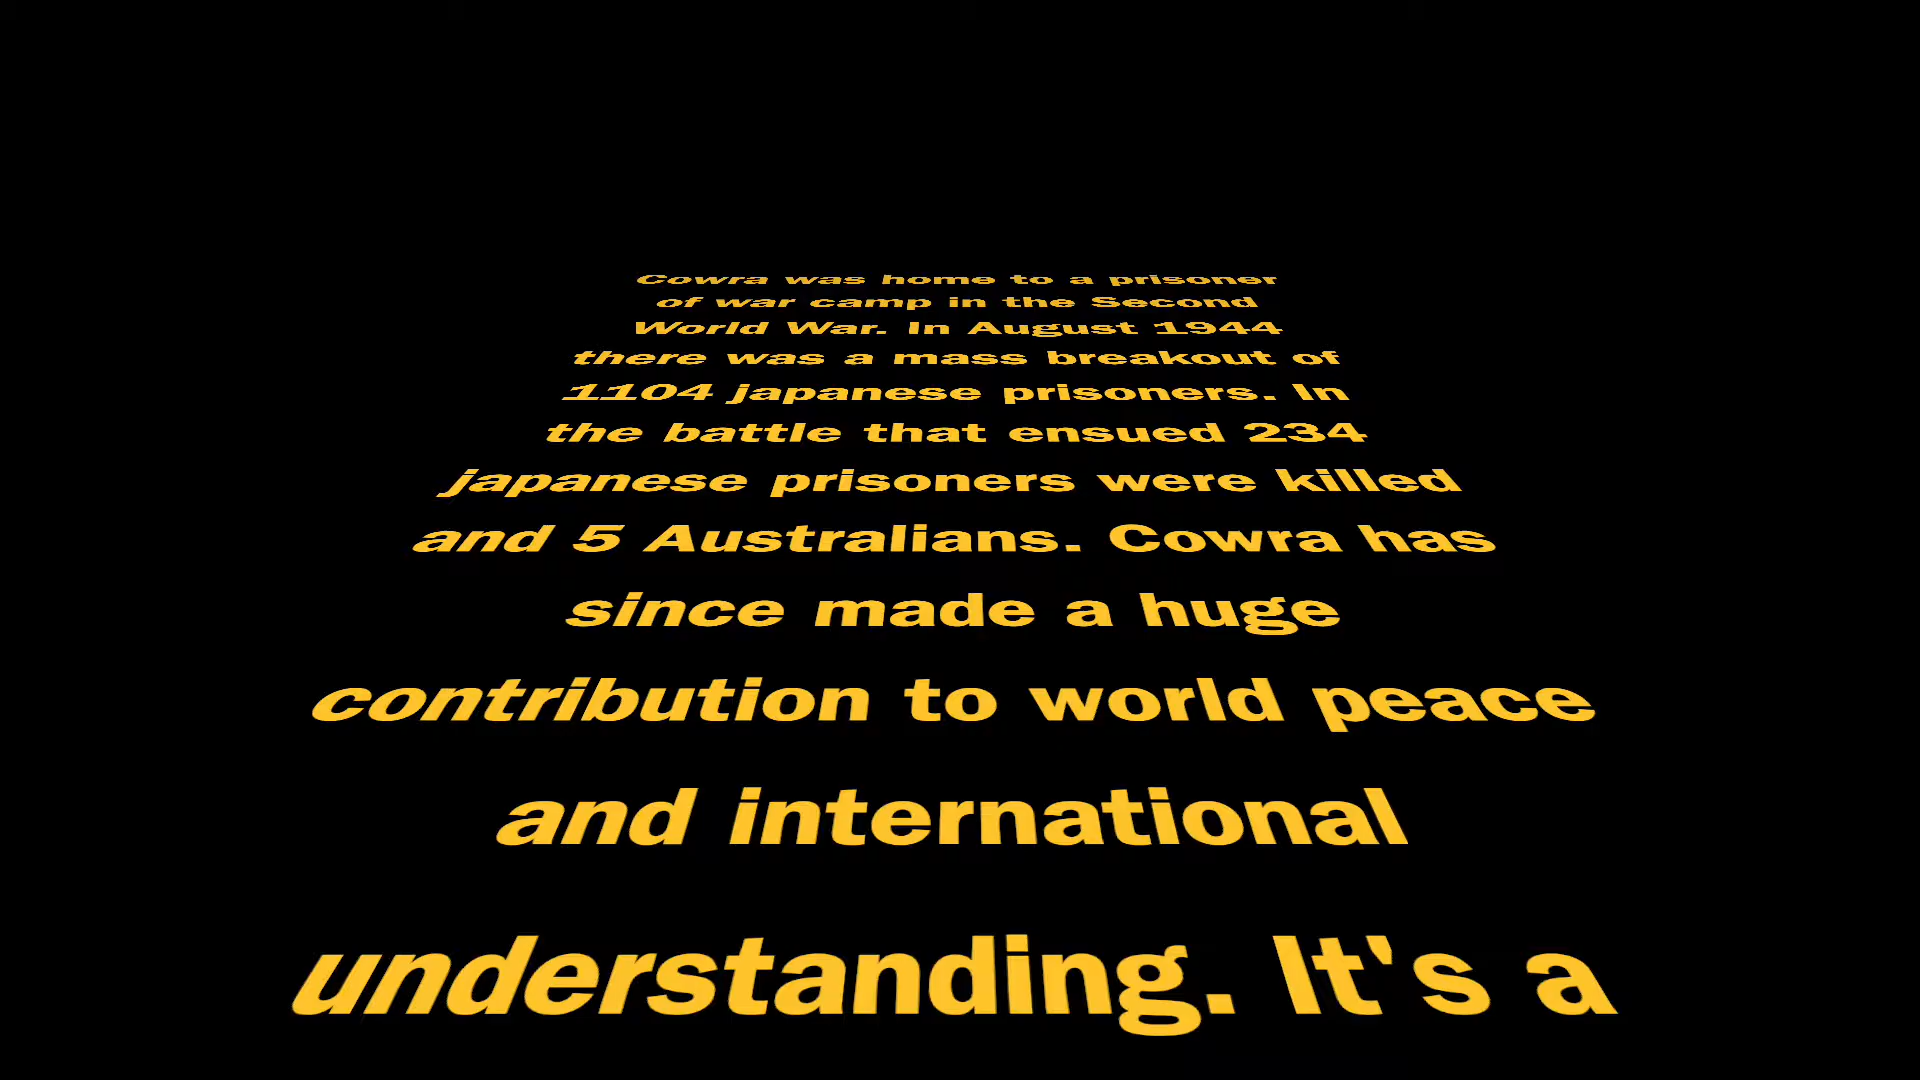 Cowra was home to a prisoner
of war camp in the Second
World War. In August 1944
there was a mass breakout of
1104 japanese prisoners. In
the battle that ensued 234
japanese prisoners were killed
and 5 Australians. Cowra has
since made a huge
contribution to world peace
and international
understanding. It's a